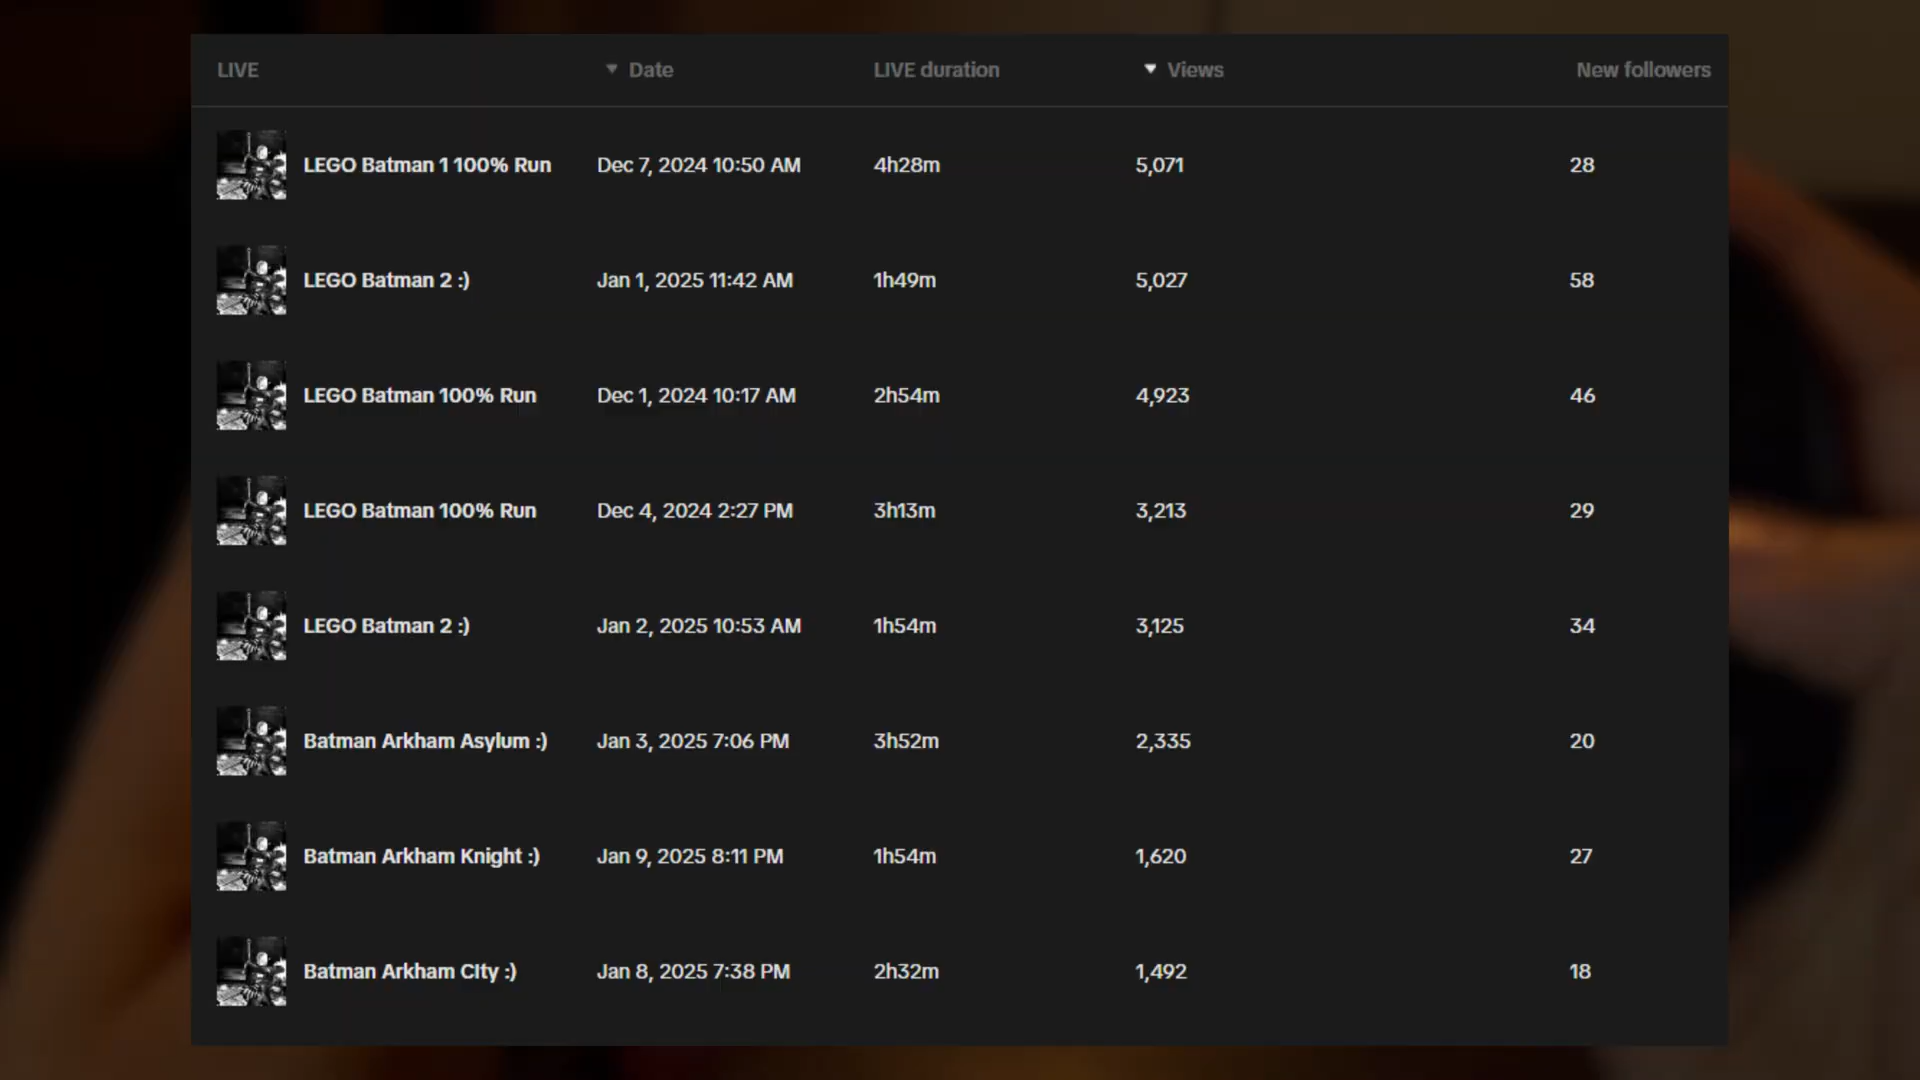 LIVE Date LIVE duration Views New followers
LEGO Batman 1 100% Run Dec 7, 2024 10:50 AM 4h28m 5,071 28
LEGO Batman 2 :) Jan 1, 2025 11:42 AM 1h49m 5,027 58
LEGO Batman 100% Run Dec 1, 2024 10:17 AM 2h54m 4,923 46
LEGO Batman 100% Run Dec 4, 2024 2:27 PM 3h13m 3,213 29
LEGO Batman 2 :) Jan 2, 2025 10:53 AM 1h54m 3,125 34
Batman Arkham Asylum :) Jan 3, 2025 7:06 PM 3h52m 2,335 20
Batman Arkham Knight :) Jan 9, 2025 8:11 PM 1h54m 1,620 27
Batman Arkham CIty :) Jan 8, 2025 7:38 PM 2h32m 1,492 18